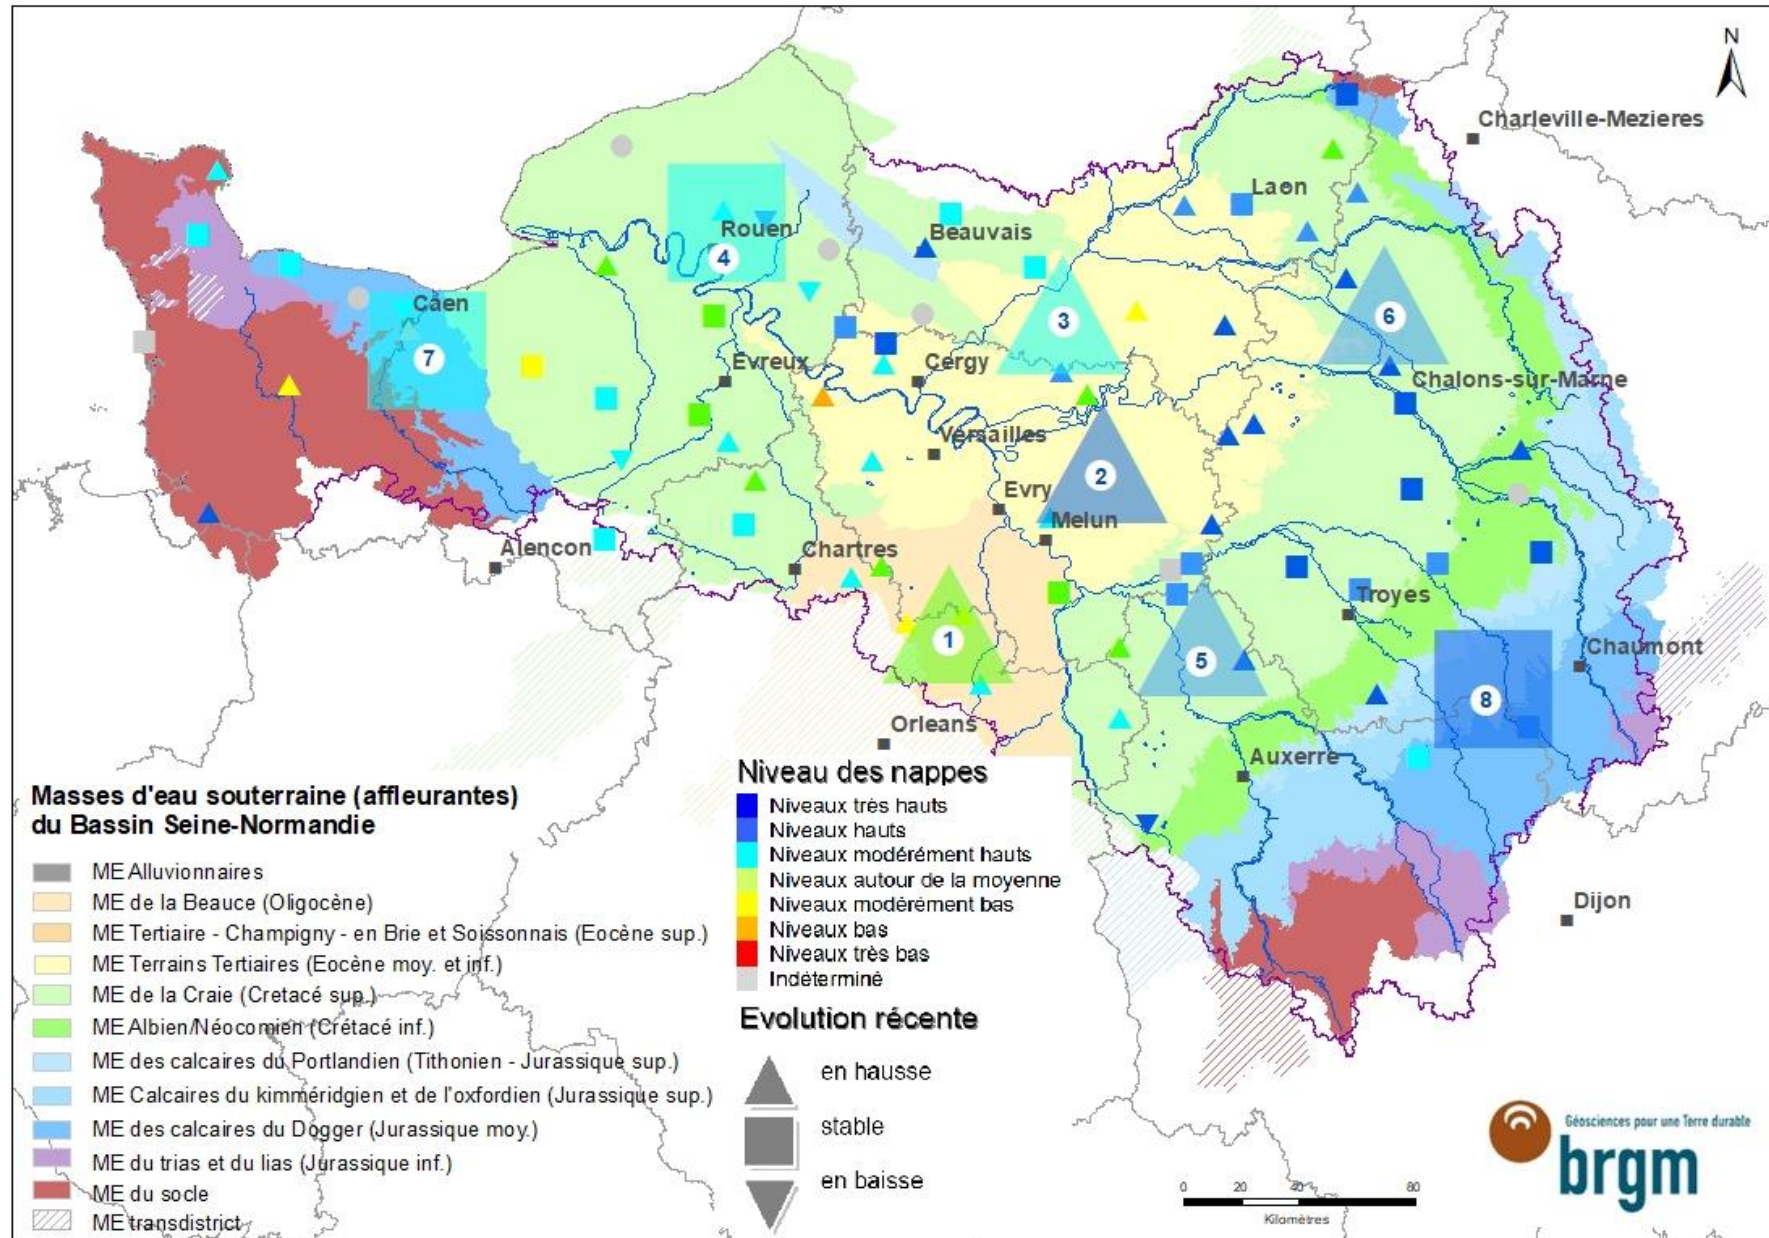 N
Charleville-Mezieres
Laon
Rouen
Beauvais
4
Caen
3
6
7
Evreux
Cergy
Chalons-sur-Marne
Versailles
2
Evry
Melun
Alençon
Chartres
Troyes
1
5
Chaumont
8
Orleans
Auxerre
Dijon
Masses d'eau souterraine (affleurantes)
du Bassin Seine-Normandie
ME Alluvionnaires
ME de la Beauce (Oligocène)
ME Tertiaire - Champigny - en Brie et Soissonnais (Eocène sup.)
ME Terrains Tertiaires (Eocène moy. et inf.)
ME de la Craie (Cretacé sup.)
ME Albien/Néocomien (Crétacé inf.)
ME des calcaires du Portlandien (Tithonien - Jurassique sup.)
ME Calcaires du kimméridgien et de l'oxfordien (Jurassique sup.)
ME des calcaires du Dogger (Jurassique moy.)
ME du trias et du lias (Jurassique inf.)
ME du socle
ME transdistrict
Niveau des nappes
Niveaux très hauts
Niveaux hauts
Niveaux modérément hauts
Niveaux autour de la moyenne
Niveaux modérément bas
Niveaux bas
Niveaux très bas
Indéterminé
Evolution récente
en hausse
stable
en baisse
0 20 40 80
Kilomètres
Géosciences pour une Terre durable
brgm